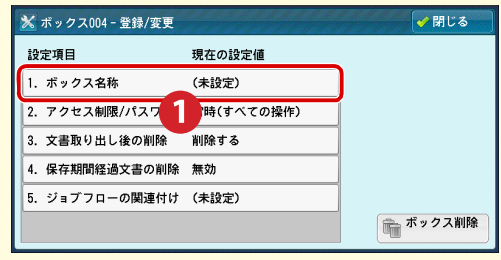 ボックス004 - 登録/変更
閉じる
設定項目 現在の設定値
1. ボックス名称 (未設定)
2. アクセス制限/パスワ 1 時(すべての操作)
3. 文書取り出し後の削除 削除する
4. 保存期間経過文書の削除 無効
5. ジョブフローの関連付け (未設定)
ボックス削除